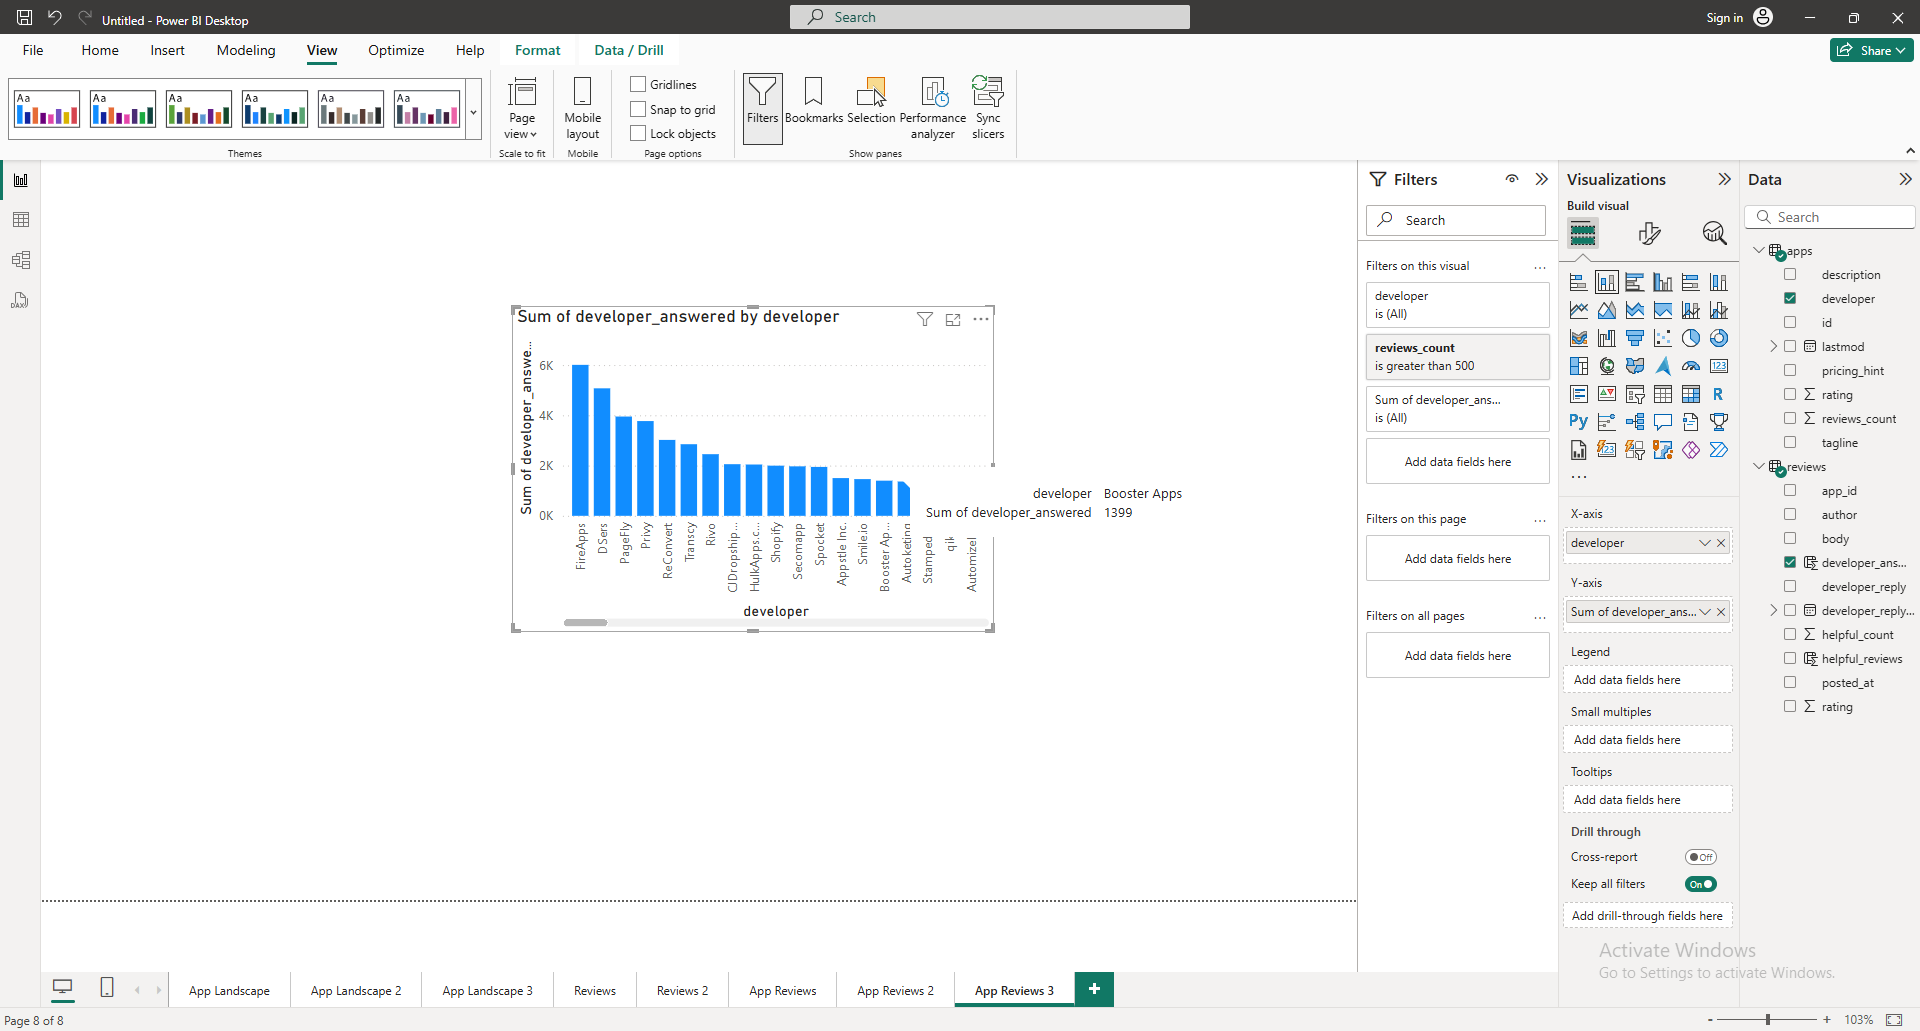 Untitled - Power BI Desktop
Search
Sign in
File
Home
Insert
Modeling
View
Optimize
Help
Format
Data / Drill
Share
Aa
Aa
Aa
Aa
Aa
Aa
Themes
Page view
Scale to fit
Mobile layout
Mobile
Gridlines
Snap to grid
Lock objects
Page options
Filters
Bookmarks
Selection
Performance analyzer
Sync slicers
Show panes
Sum of developer_answered by developer
Sum of developer_answe...
6K
4K
2K
0K
FireApps
DSers
PageFly
Privy
ReConvert
Transcy
Rivo
CJDropship...
HulkApps.c...
Shopify
Secomapp
Spocket
Appstle Inc.
Smile.io
Booster Ap...
Autoketing
Stamped
qik
Automizel
developer
developer Booster Apps
Sum of developer_answered 1399
Filters
Search
Filters on this visual
...
developer
is (All)
reviews_count
is greater than 500
Sum of developer_ans...
is (All)
Add data fields here
Filters on this page
...
Add data fields here
Filters on all pages
...
Add data fields here
Visualizations
Build visual
123
R
Py
123
...
X-axis
developer
Y-axis
Sum of developer_ans...
Legend
Add data fields here
Small multiples
Add data fields here
Tooltips
Add data fields here
Drill through
Cross-report
Off
Keep all filters
On
Add drill-through fields here
Data
Search
apps
description
developer
id
lastmod
pricing_hint
rating
reviews_count
tagline
reviews
app_id
author
body
developer_ans...
developer_reply
developer_reply...
helpful_count
helpful_reviews
posted_at
rating
Activate Windows
Go to Settings to activate Windows.
App Landscape
App Landscape 2
App Landscape 3
Reviews
Reviews 2
App Reviews
App Reviews 2
App Reviews 3
+
Page 8 of 8
- + 103%